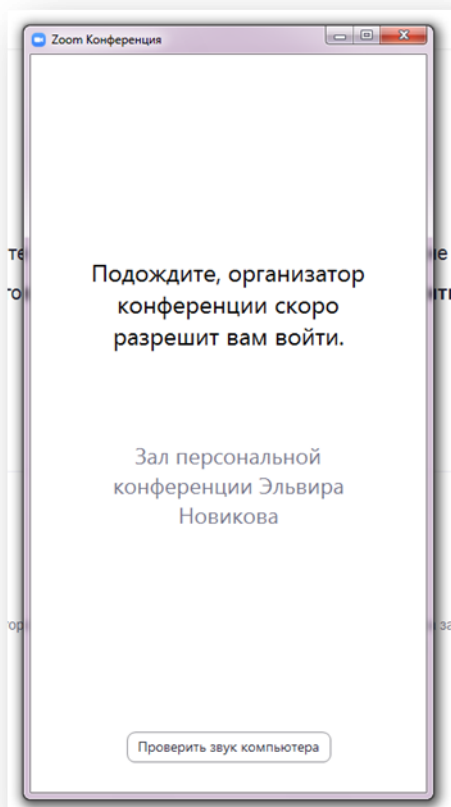 Zoom Конференция
Подождите, организатор
конференции скоро
разрешит вам войти.
Зал персональной
конференции Эльвира
Новикова
Проверить звук компьютера